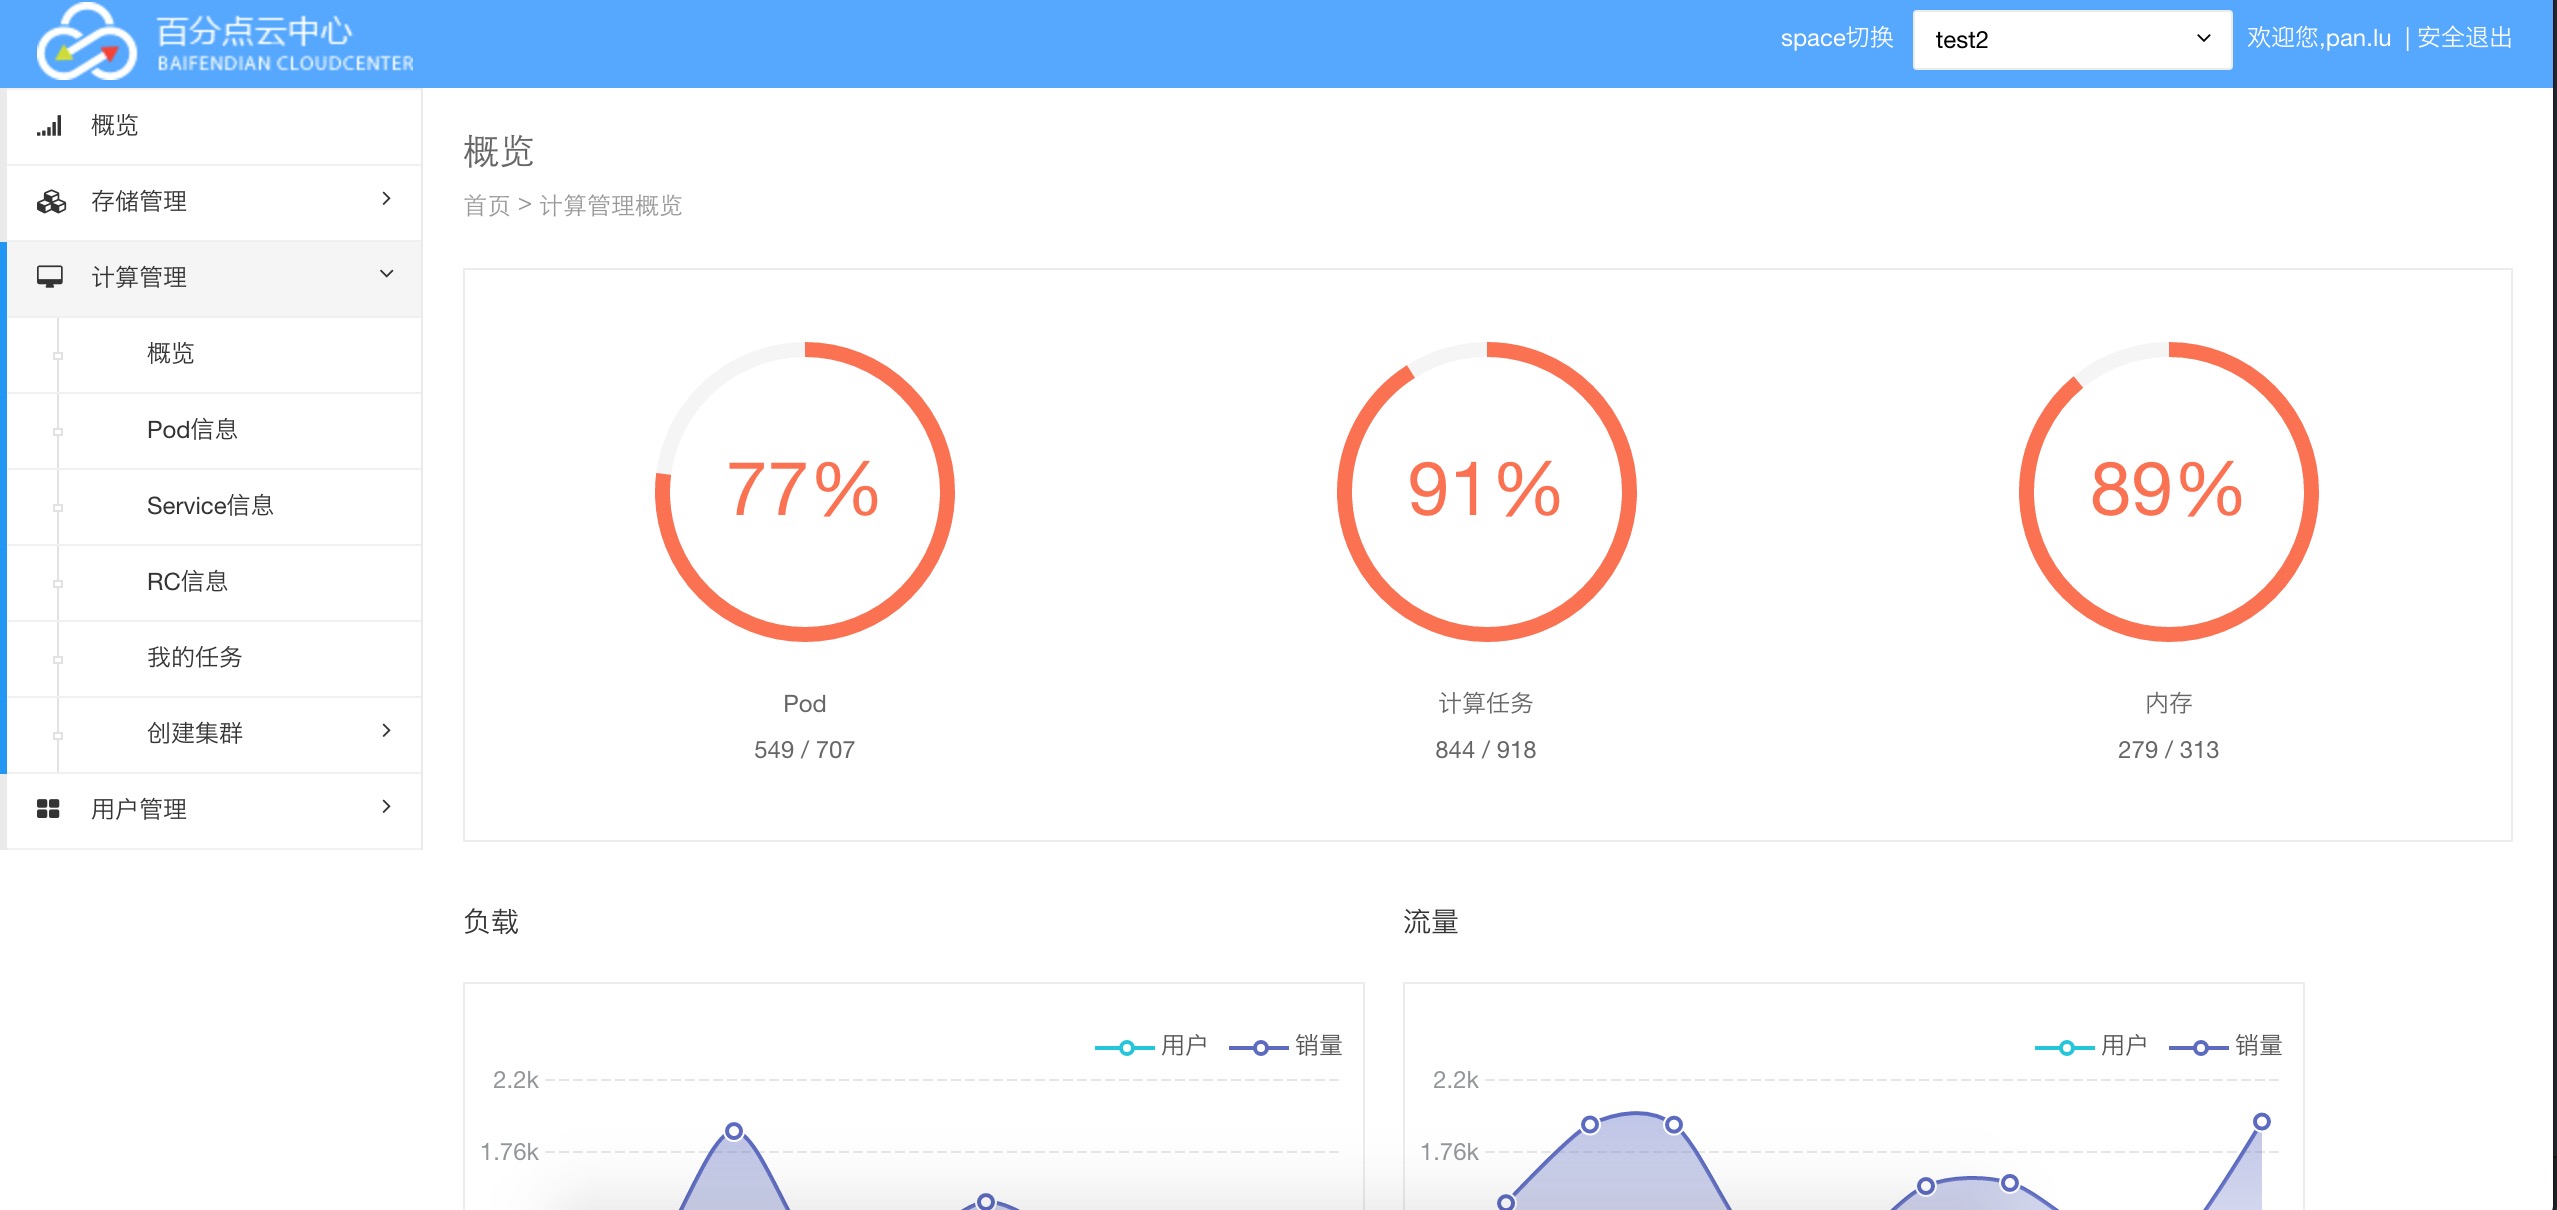 百分点云中心
BAIFENDIAN CLOUDCENTER
space切换
test2
欢迎您,pan.lu | 安全退出
概览
存储管理
计算管理
概览
Pod信息
Service信息
RC信息
我的任务
创建集群
用户管理
概览
首页 > 计算管理概览
77%
91%
89%
Pod
计算任务
内存
549 / 707
844 / 918
279 / 313
负载
用户
销量
2.2k
1.76k
流量
用户
销量
2.2k
1.76k